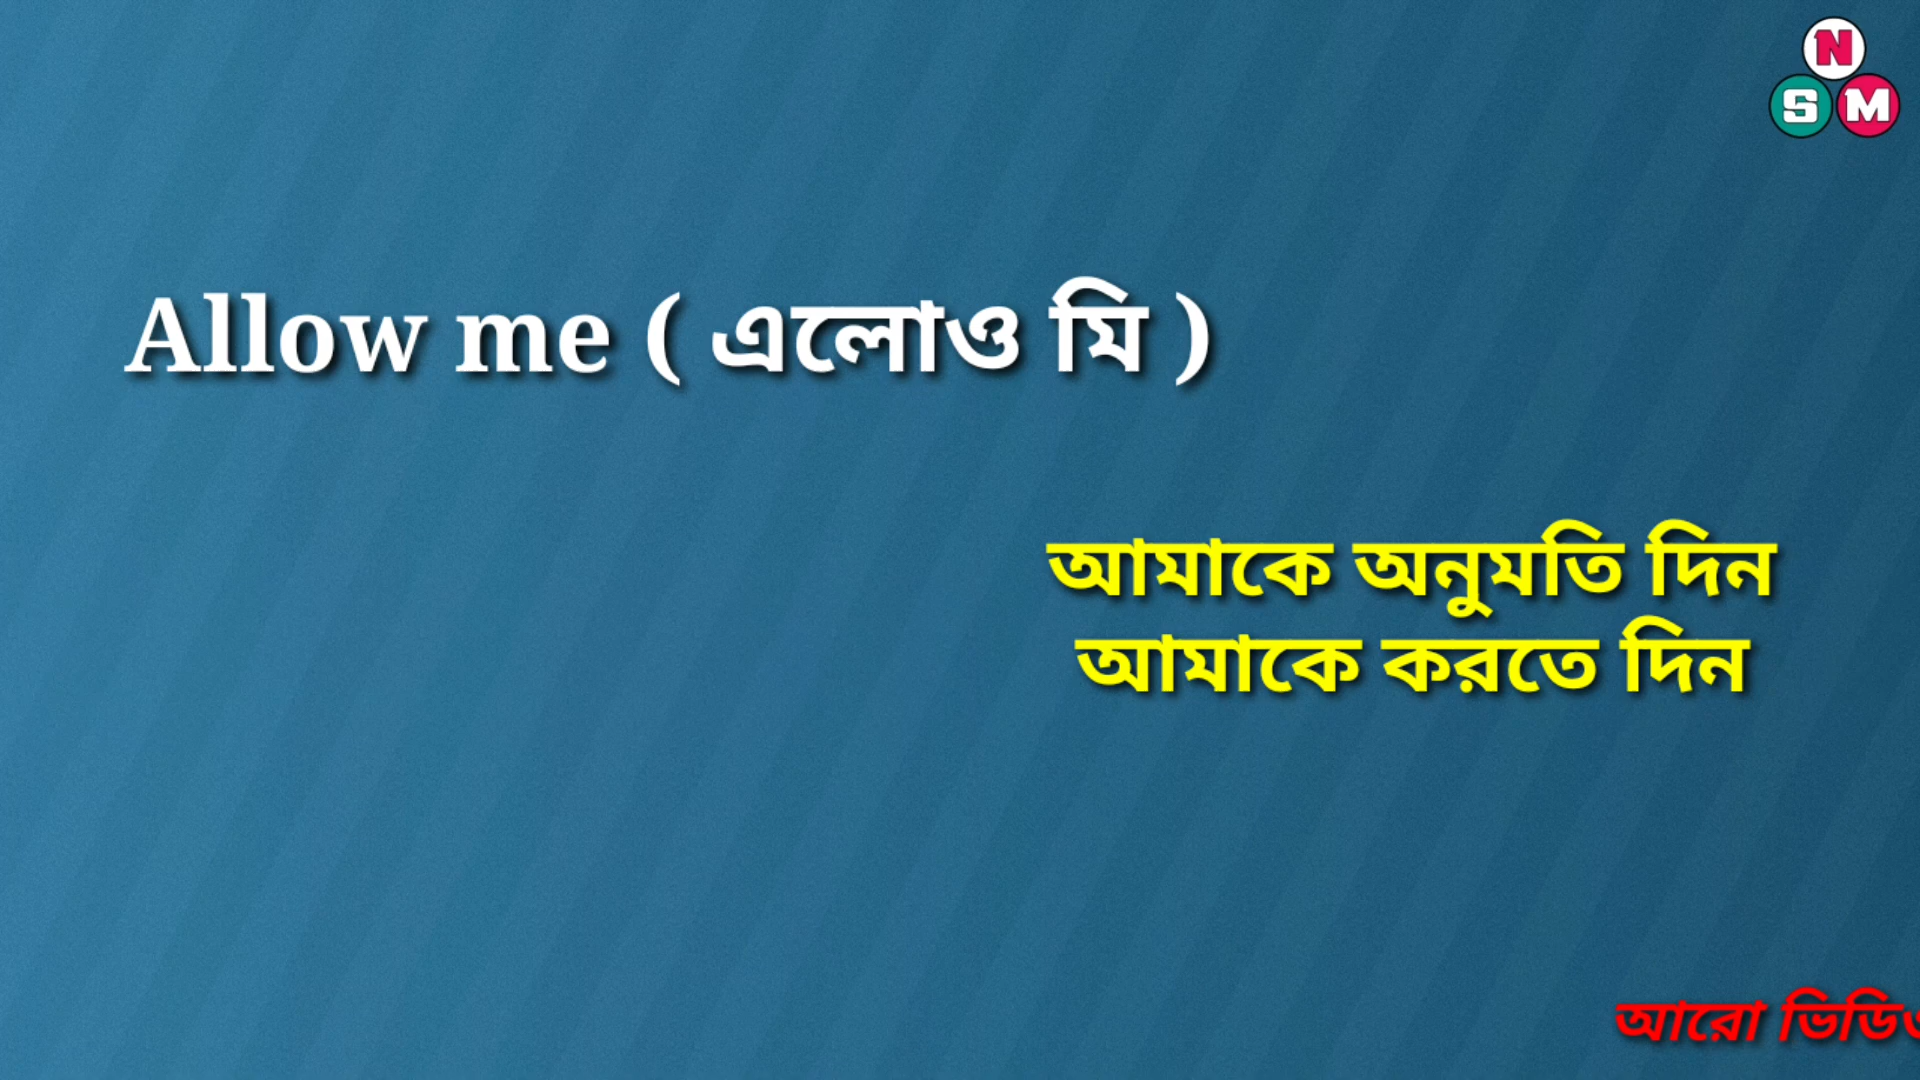 N
S M
Allow me ( এলোও মি )
আমাকে অনুমতি দিন
আমাকে করতে দিন
আরো